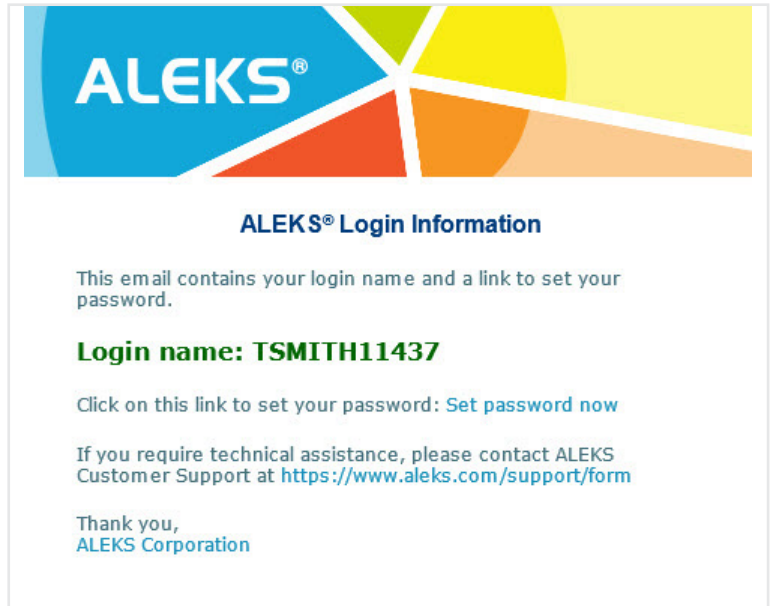 ALEKS®
ALEKS® Login Information
This email contains your login name and a link to set your
password.
Login name: TSMITH11437
Click on this link to set your password: Set password now
If you require technical assistance, please contact ALEKS
Customer Support at https://www.aleks.com/support/form
Thank you,
ALEKS Corporation